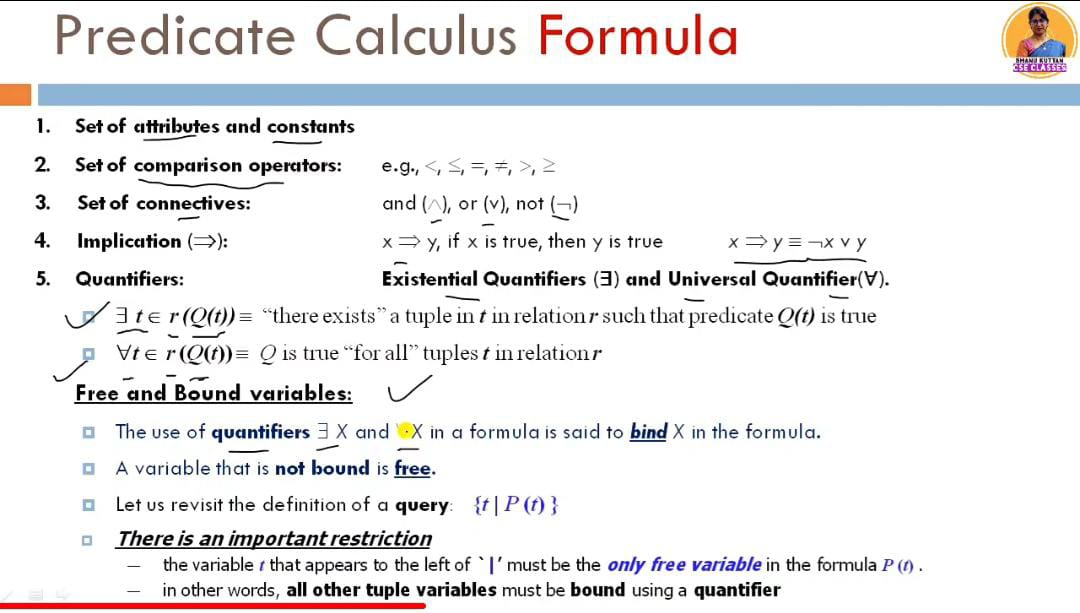 Predicate Calculus Formula
SHANU KUTTAN
CSE CLASSES
1. Set of attributes and constants
2. Set of comparison operators: e.g., <, ≤, =, ≠, >, ≥
3. Set of connectives: and (∧), or (v), not (¬)
4. Implication (⇒): x ⇒ y, if x is true, then y is true x ⇒ y ≡ ¬x v y
5. Quantifiers: Existential Quantifiers (∃) and Universal Quantifier(∀).
∃ t ∈ r (Q(t)) ≡ “there exists” a tuple in t in relation r such that predicate Q(t) is true
∀t ∈ r (Q(t)) ≡ Q is true “for all” tuples t in relation r
Free and Bound variables:
The use of quantifiers ∃ X and ∀X in a formula is said to bind X in the formula.
A variable that is not bound is free.
Let us revisit the definition of a query: {t | P (t) }
There is an important restriction
— the variable t that appears to the left of `|’ must be the only free variable in the formula P (t) .
— in other words, all other tuple variables must be bound using a quantifier